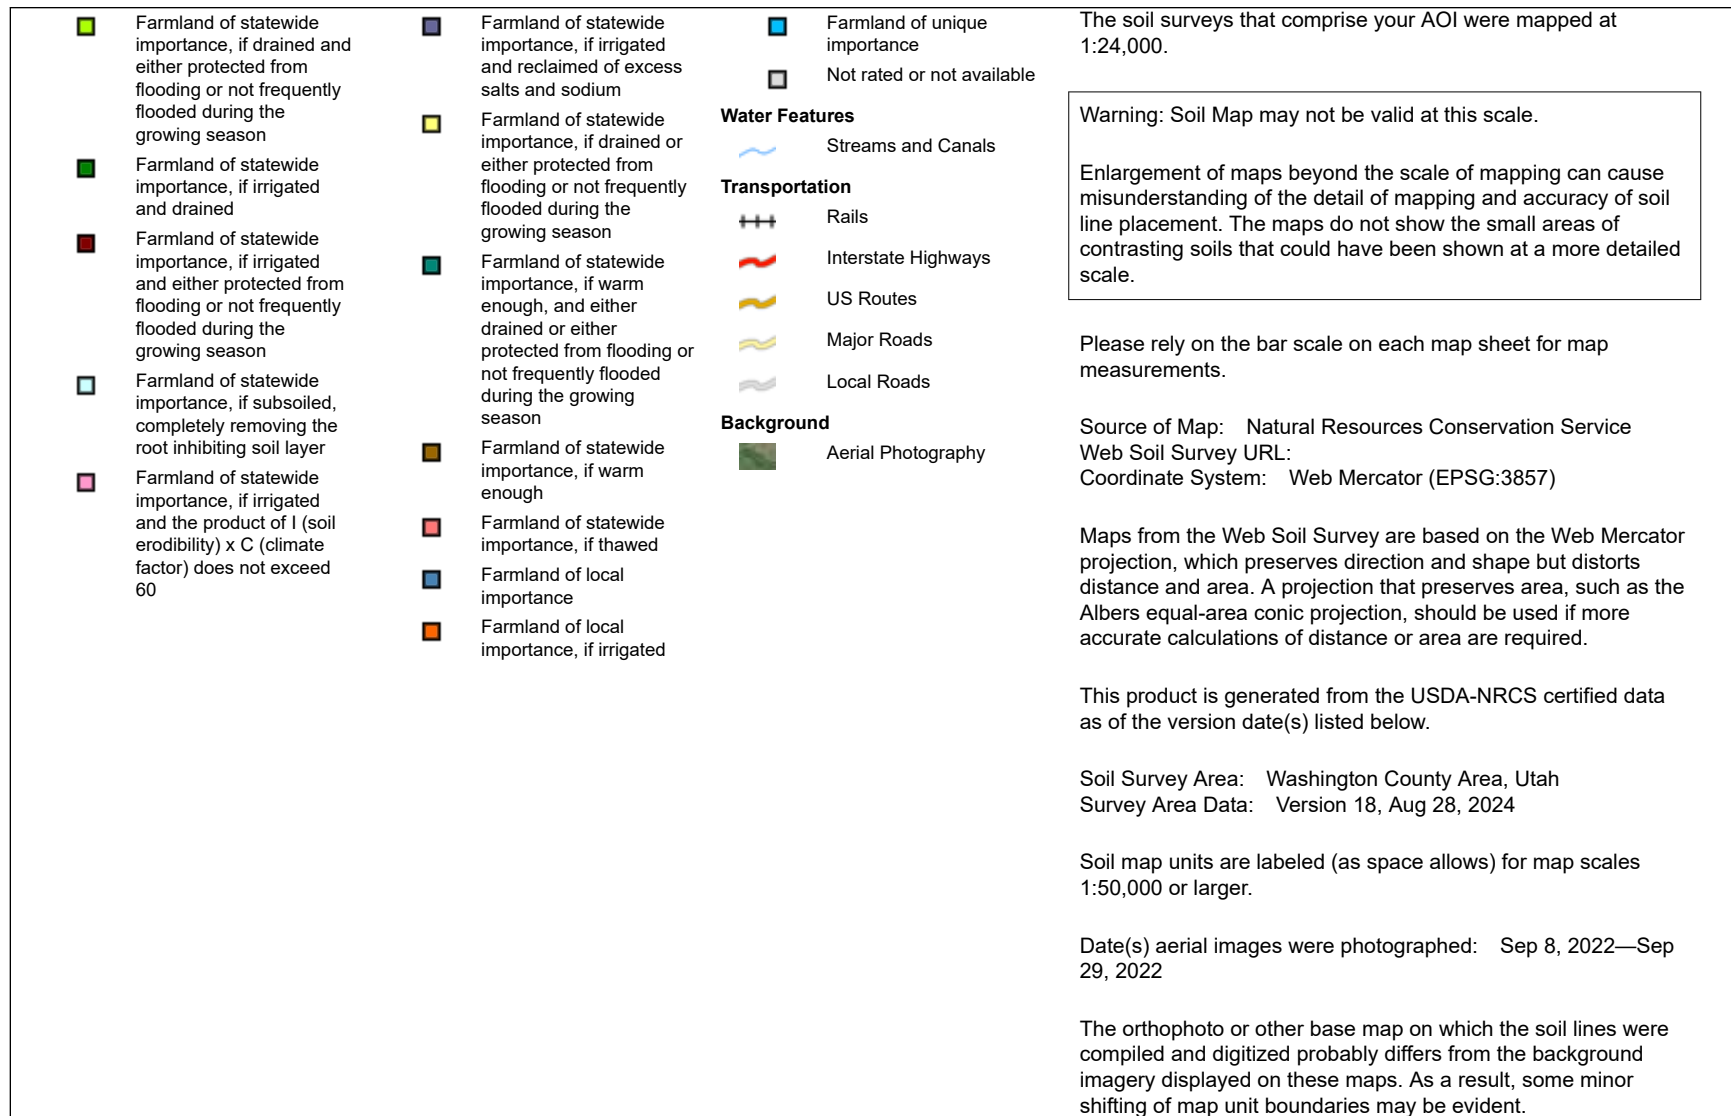 Farmland of statewide
importance, if drained and
either protected from
flooding or not frequently
flooded during the
growing season
Farmland of statewide
importance, if irrigated
and drained
Farmland of statewide
importance, if irrigated
and either protected from
flooding or not frequently
flooded during the
growing season
Farmland of statewide
importance, if subsoiled,
completely removing the
root inhibiting soil layer
Farmland of statewide
importance, if irrigated
and the product of I (soil
erodibility) x C (climate
factor) does not exceed
60
Farmland of statewide
importance, if irrigated
and reclaimed of excess
salts and sodium
Farmland of statewide
importance, if drained or
either protected from
flooding or not frequently
flooded during the
growing season
Farmland of statewide
importance, if warm
enough, and either
drained or either
protected from flooding or
not frequently flooded
during the growing
season
Farmland of statewide
importance, if warm
enough
Farmland of statewide
importance, if thawed
Farmland of local
importance
Farmland of local
importance, if irrigated
Farmland of unique
importance
Not rated or not available
Water Features
Streams and Canals
Transportation
Rails
Interstate Highways
US Routes
Major Roads
Local Roads
Background
Aerial Photography
The soil surveys that comprise your AOI were mapped at
1:24,000.
Warning: Soil Map may not be valid at this scale.
Enlargement of maps beyond the scale of mapping can cause
misunderstanding of the detail of mapping and accuracy of soil
line placement. The maps do not show the small areas of
contrasting soils that could have been shown at a more detailed
scale.
Please rely on the bar scale on each map sheet for map
measurements.
Source of Map: Natural Resources Conservation Service
Web Soil Survey URL:
Coordinate System: Web Mercator (EPSG:3857)
Maps from the Web Soil Survey are based on the Web Mercator
projection, which preserves direction and shape but distorts
distance and area. A projection that preserves area, such as the
Albers equal-area conic projection, should be used if more
accurate calculations of distance or area are required.
This product is generated from the USDA-NRCS certified data
as of the version date(s) listed below.
Soil Survey Area: Washington County Area, Utah
Survey Area Data: Version 18, Aug 28, 2024
Soil map units are labeled (as space allows) for map scales
1:50,000 or larger.
Date(s) aerial images were photographed: Sep 8, 2022—Sep
29, 2022
The orthophoto or other base map on which the soil lines were
compiled and digitized probably differs from the background
imagery displayed on these maps. As a result, some minor
shifting of map unit boundaries may be evident.